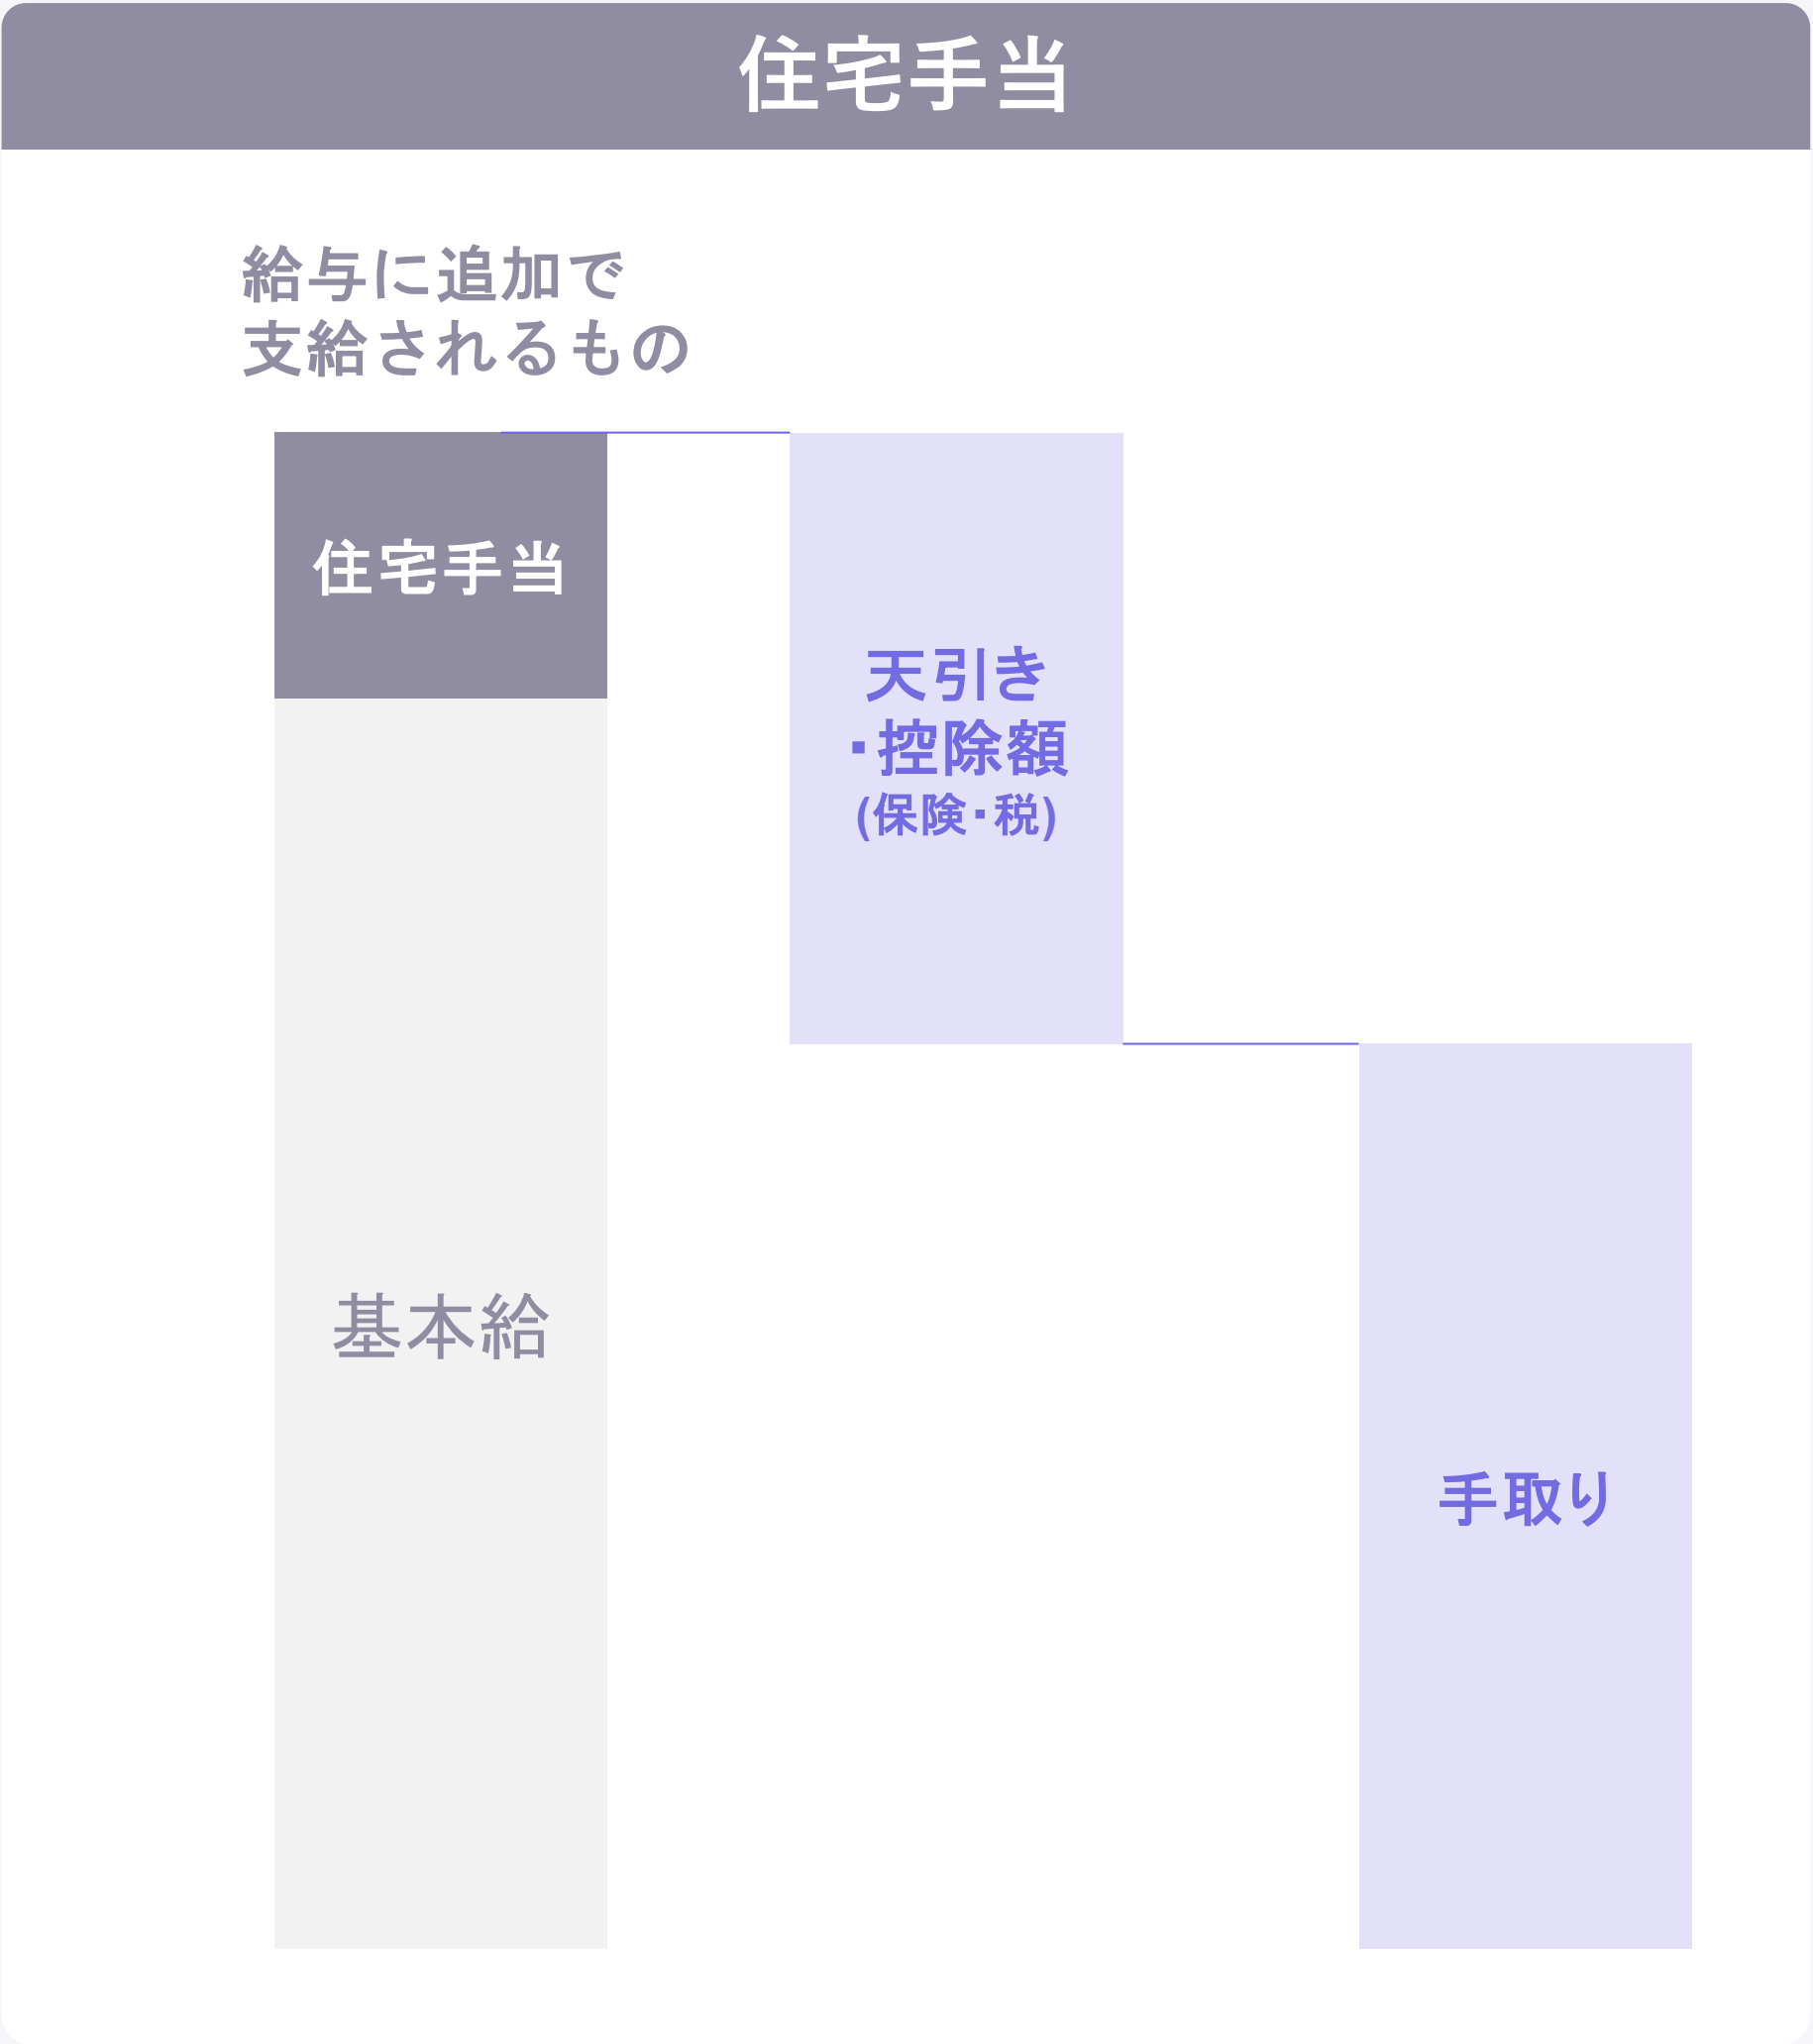 住宅手当
給与に追加で
支給されるもの
住宅手当
天引き
・控除額
(保険・税)
基本給
手取り